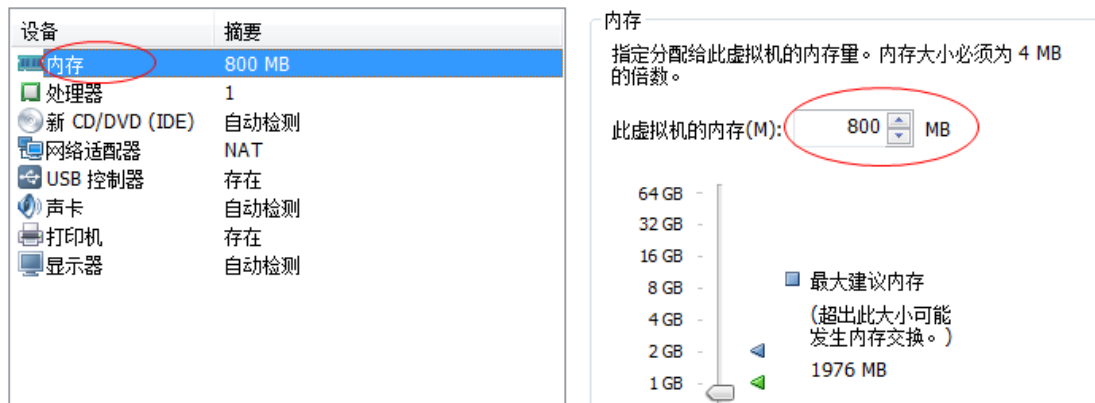 设备 摘要
内存 800 MB
处理器 1
新 CD/DVD (IDE) 自动检测
网络适配器 NAT
USB 控制器 存在
声卡 自动检测
打印机 存在
显示器 自动检测
内存
指定分配给此虚拟机的内存量。内存大小必须为 4 MB
的倍数。
此虚拟机的内存(M): 800 MB
64 GB
32 GB
16 GB
8 GB
4 GB
2 GB
1 GB
最大建议内存
(超出此大小可能
发生内存交换。)
1976 MB